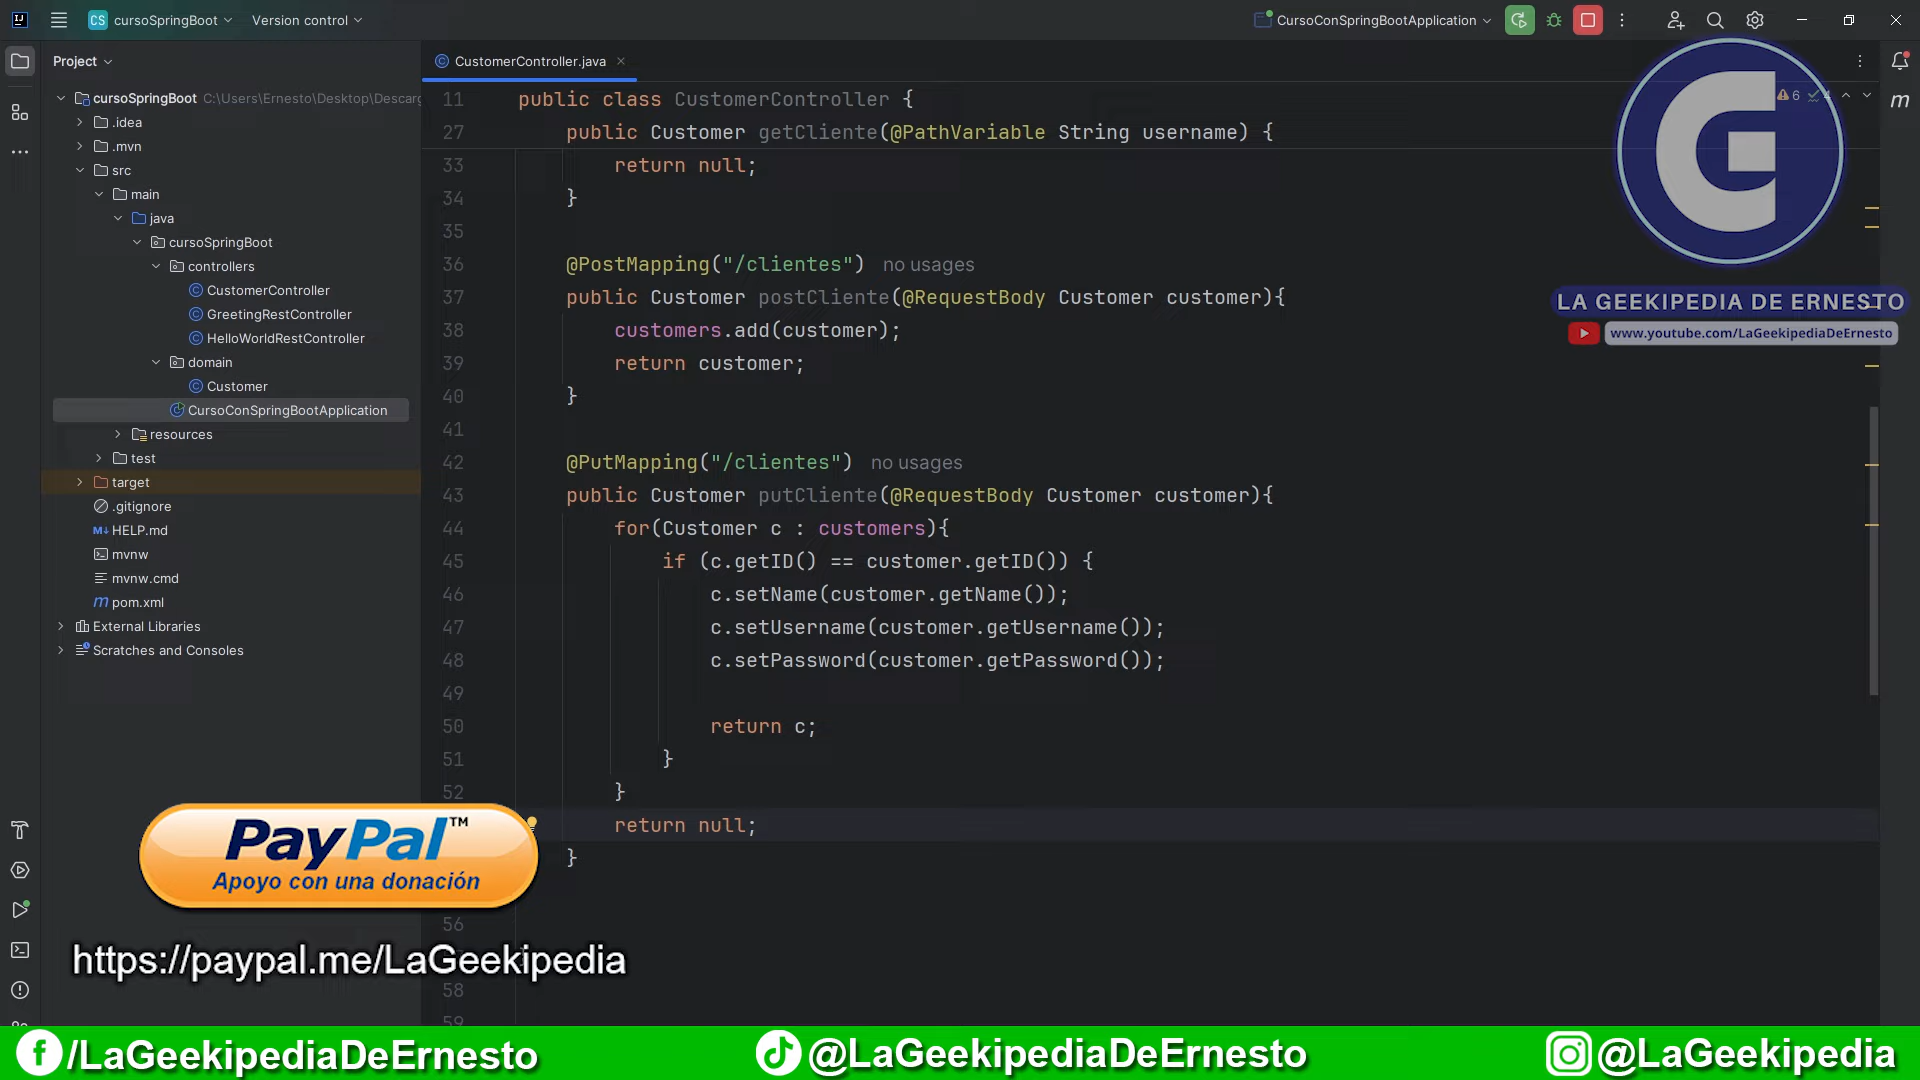 CS cursoSpringBoot Version control CursoConSpringBootApplication
Project
CustomerController.java
cursoSpringBoot C:\Users\Ernesto\Desktop\Descarg
.idea
.mvn
src
main
java
cursoSpringBoot
controllers
CustomerController
GreetingRestController
HelloWorldRestController
domain
Customer
CursoConSpringBootApplication
resources
test
target
.gitignore
HELP.md
mvnw
mvnw.cmd
pom.xml
External Libraries
Scratches and Consoles
6 4
11 public class CustomerController {
27 public Customer getCliente(@PathVariable String username) {
33 return null;
34 }
35
36 @PostMapping("/clientes") no usages
37 public Customer postCliente(@RequestBody Customer customer){
38 customers.add(customer);
39 return customer;
40 }
41
42 @PutMapping("/clientes") no usages
43 public Customer putCliente(@RequestBody Customer customer){
44 for(Customer c : customers){
45 if (c.getID() == customer.getID()) {
46 c.setName(customer.getName());
47 c.setUsername(customer.getUsername());
48 c.setPassword(customer.getPassword());
49
50 return c;
51 }
52 }
return null;
}
56
58
59
LA GEEKIPEDIA DE ERNESTO
www.youtube.com/LaGeekipediaDeErnesto
PayPal™
Apoyo con una donación
https://paypal.me/LaGeekipedia
/LaGeekipediaDeErnesto @LaGeekipediaDeErnesto @LaGeekipedia